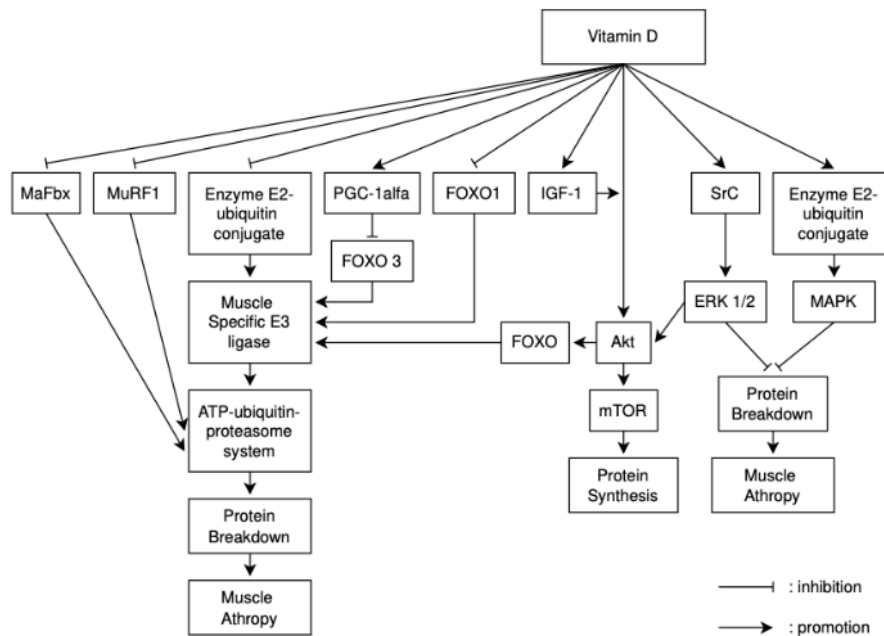 Vitamin D
MaFbx
MuRF1
Enzyme E2-
ubiquitin
conjugate
PGC-1alfa
FOXO1
IGF-1
SrC
Enzyme E2-
ubiquitin
conjugate
FOXO 3
Muscle
Specific E3
ligase
ERK 1/2
MAPK
FOXO
Akt
ATP-ubiquitin-
proteasome
system
mTOR
Protein
Breakdown
Protein
Synthesis
Muscle
Athropy
Protein
Breakdown
Muscle
Athropy
: inhibition
: promotion